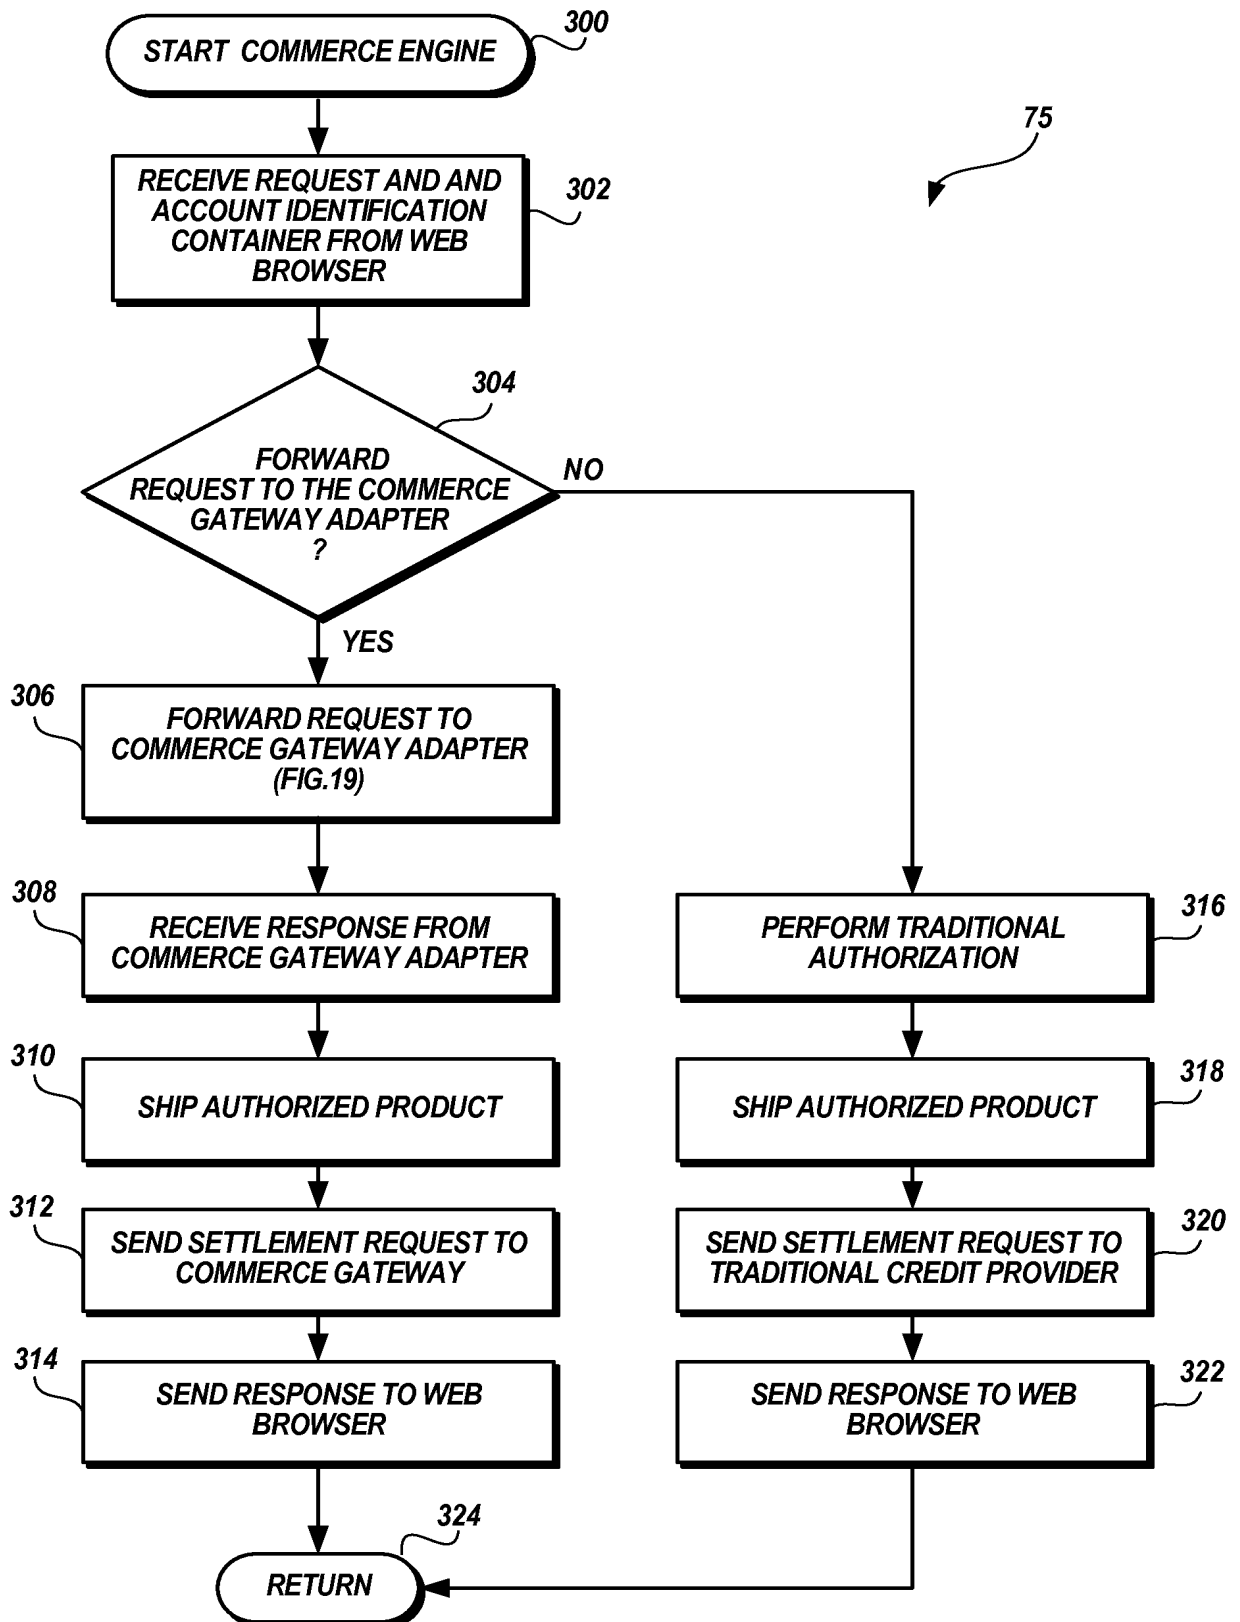 300
START COMMERCE ENGINE
75
RECEIVE REQUEST AND AND
ACCOUNT IDENTIFICATION
CONTAINER FROM WEB
BROWSER
302
304
FORWARD
REQUEST TO THE COMMERCE
GATEWAY ADAPTER
?
NO
YES
306
FORWARD REQUEST TO
COMMERCE GATEWAY ADAPTER
(FIG.19)
308
RECEIVE RESPONSE FROM
COMMERCE GATEWAY ADAPTER
PERFORM TRADITIONAL
AUTHORIZATION
316
310
SHIP AUTHORIZED PRODUCT
SHIP AUTHORIZED PRODUCT
318
312
SEND SETTLEMENT REQUEST TO
COMMERCE GATEWAY
SEND SETTLEMENT REQUEST TO
TRADITIONAL CREDIT PROVIDER
320
314
SEND RESPONSE TO WEB
BROWSER
SEND RESPONSE TO WEB
BROWSER
322
324
RETURN